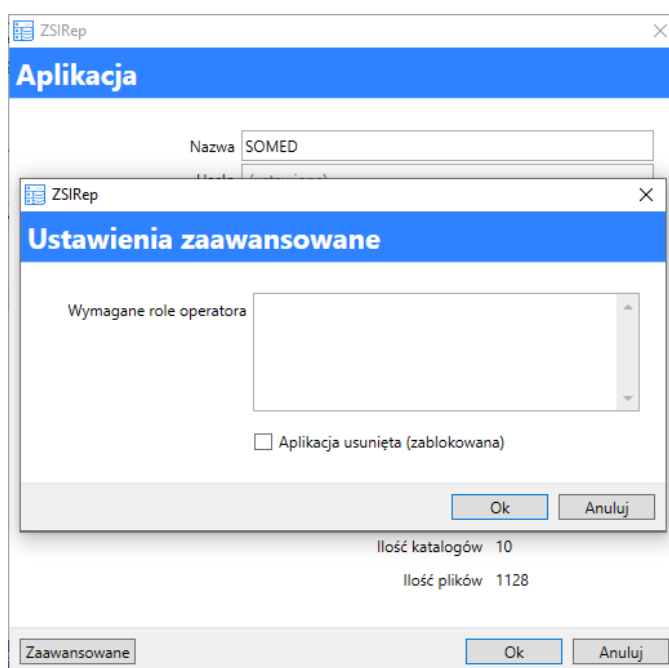 ZSIRep
Aplikacja
Nazwa SOMED
ZSIRep
Ustawienia zaawansowane
Wymagane role operatora
Aplikacja usunięta (zablokowana)
Ok Anuluj
Ilość katalogów 10
Ilość plików 1128
Zaawansowane Ok Anuluj